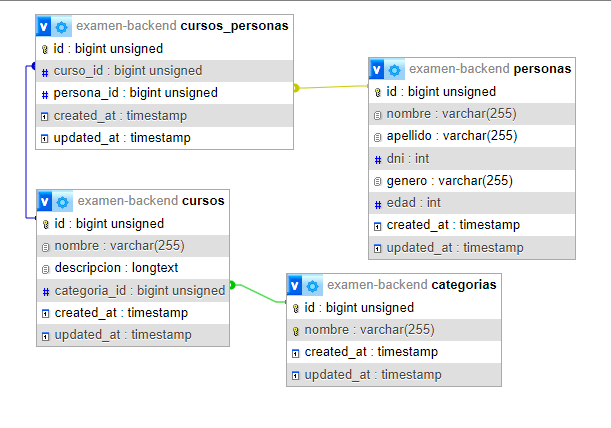 examen-backend cursos_personas
id : bigint unsigned
curso_id : bigint unsigned
persona_id : bigint unsigned
created_at : timestamp
updated_at : timestamp
examen-backend personas
id : bigint unsigned
nombre : varchar(255)
apellido : varchar(255)
dni : int
genero : varchar(255)
edad : int
created_at : timestamp
updated_at : timestamp
examen-backend cursos
id : bigint unsigned
nombre : varchar(255)
descripcion : longtext
categoria_id : bigint unsigned
created_at : timestamp
updated_at : timestamp
examen-backend categorias
id : bigint unsigned
nombre : varchar(255)
created_at : timestamp
updated_at : timestamp